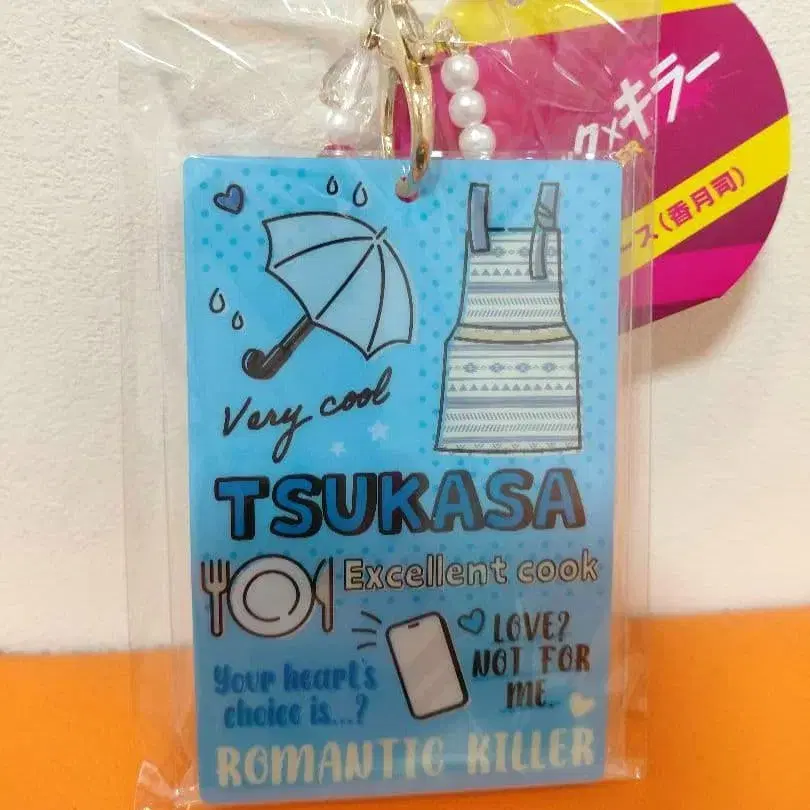 ック×キラー
ース(香月司)
Very cool
TSUKASA
Excellent cook
LOVE?
NOT FOR
ME.
Your heart's
choice is...?
ROMANTIC KILLER